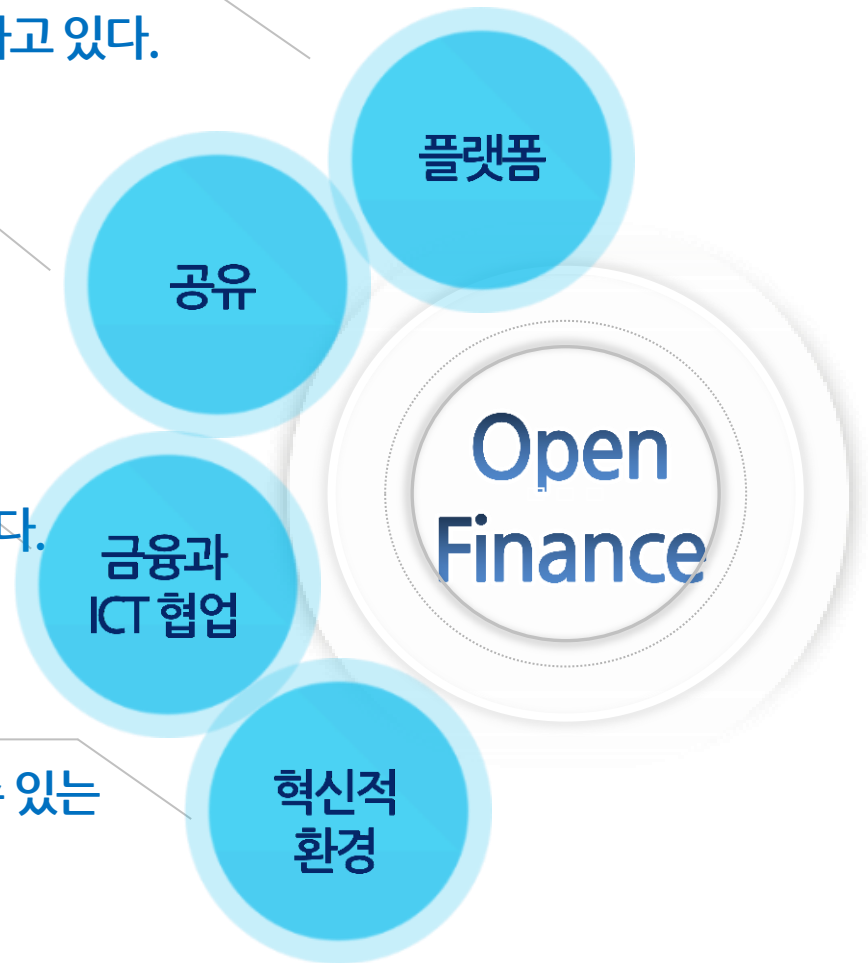 하고 있다.
플랫폼
공유
Open
Finance
다.
금융과
ICT 협업
있는
혁신적
환경